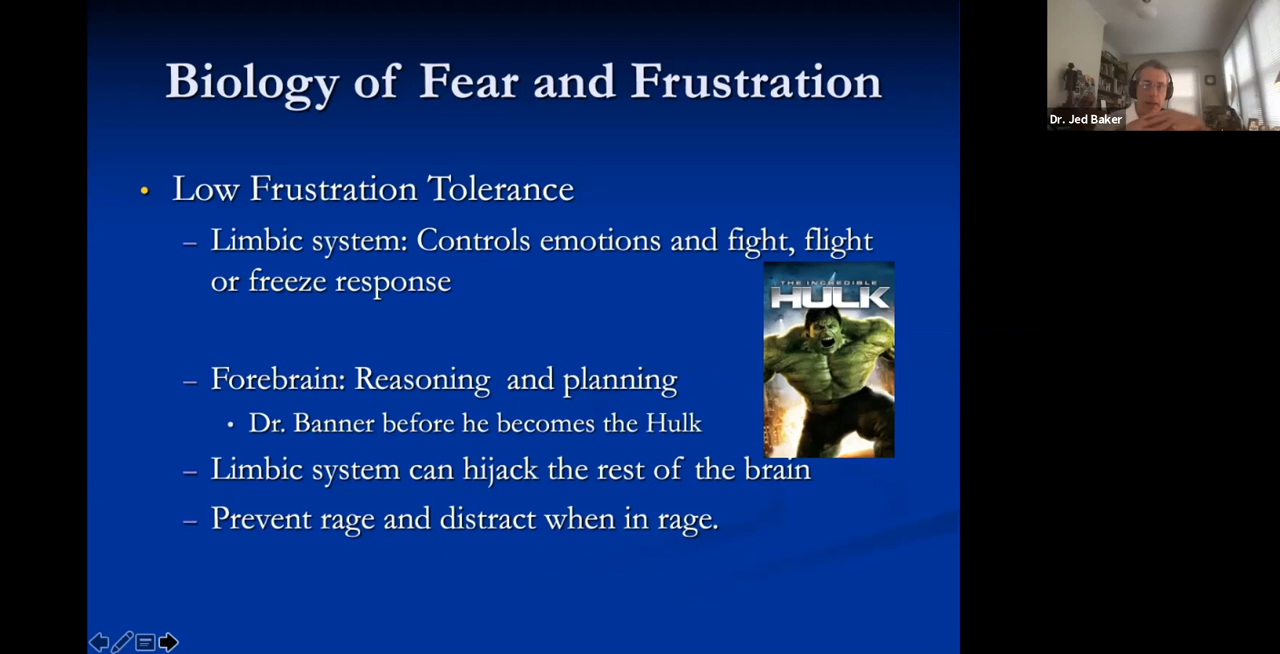 Biology of Fear and Frustration
• Low Frustration Tolerance
– Limbic system: Controls emotions and fight, flight
or freeze response
THE INCREDIBLE
HULK
– Forebrain: Reasoning and planning
• Dr. Banner before he becomes the Hulk
– Limbic system can hijack the rest of the brain
– Prevent rage and distract when in rage.
Dr. Jed Baker